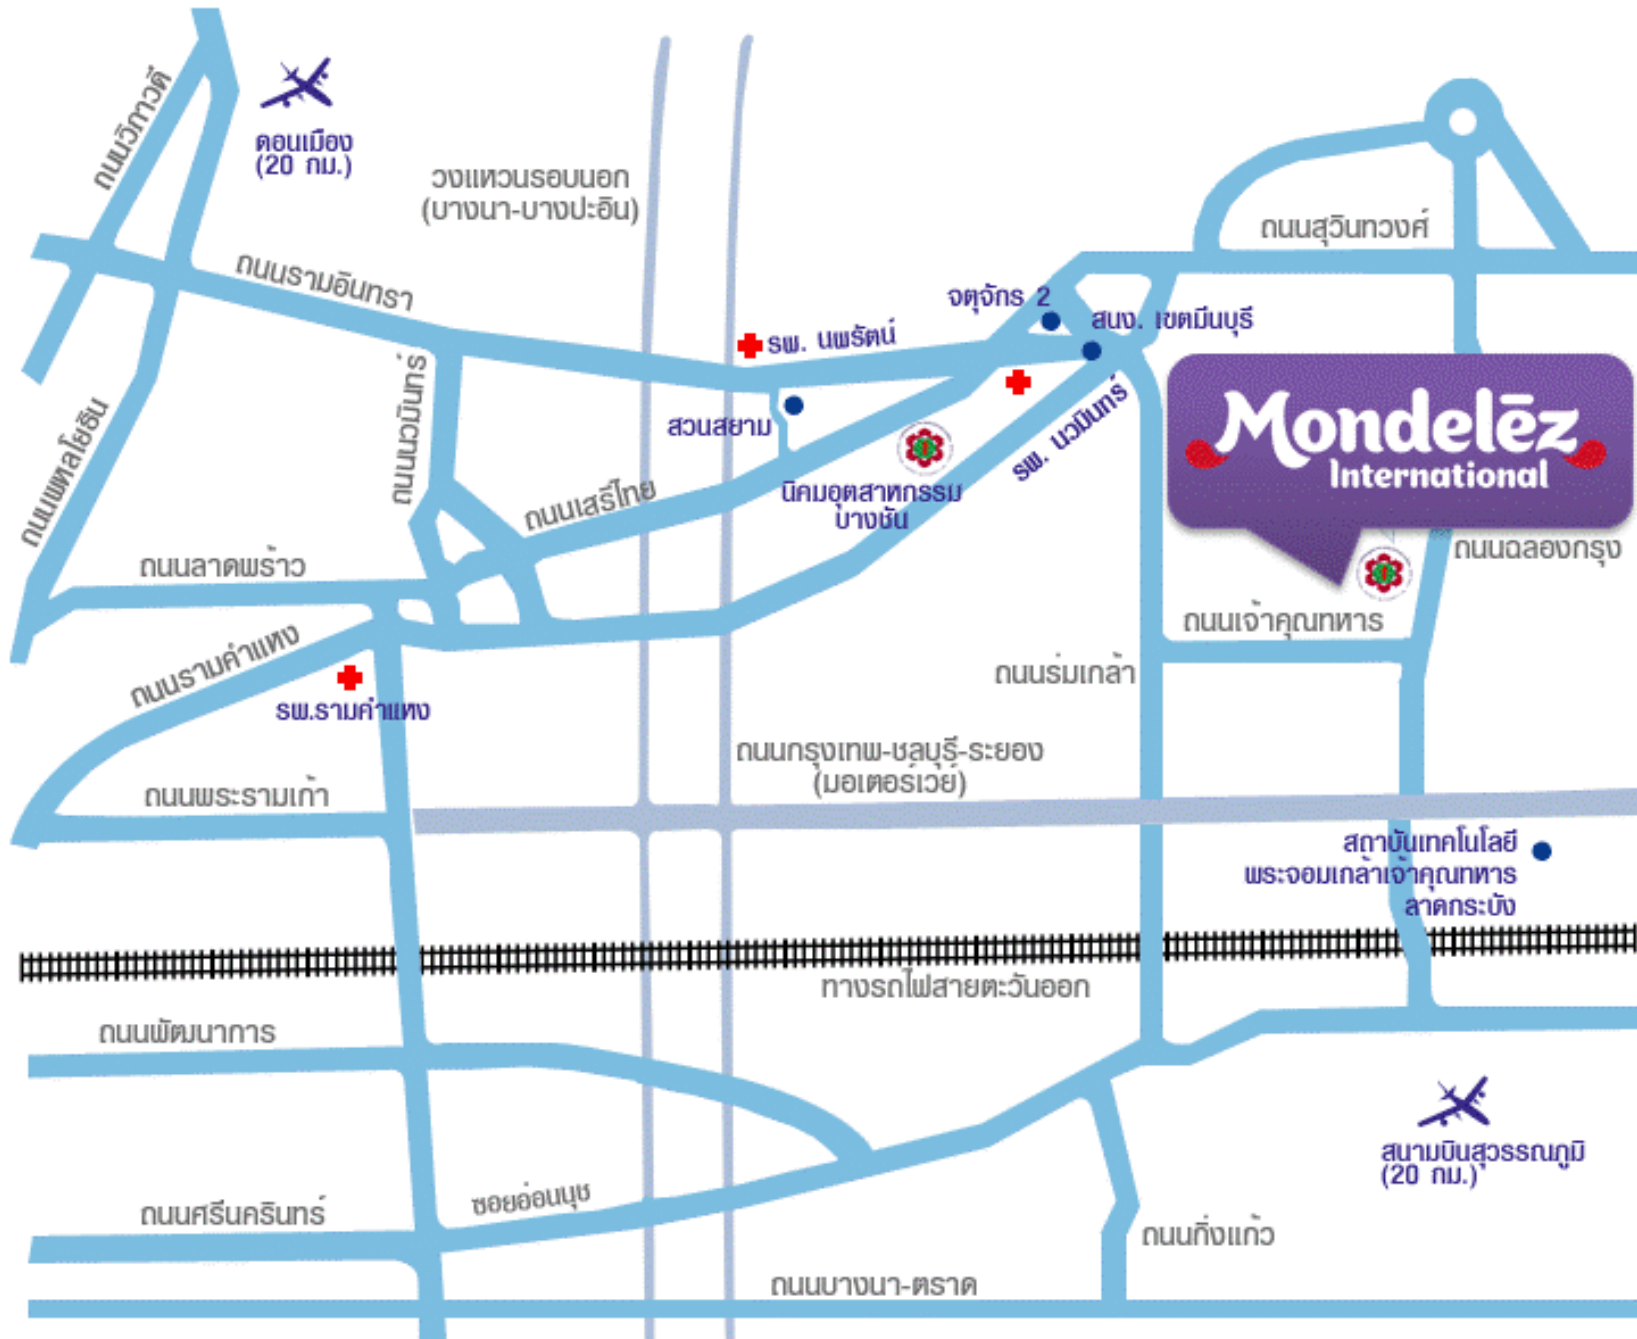 ถนนวิภาวดี
ดอนเมือง
(20 กม.)
วงแหวนรอบนอก
(บางนา-บางปะอิน)
ถนนสุวินทวงศ์
ถนนรามอินทรา
จตุจักร 2
สนง. เขตมีนบุรี
รพ. นพรัตน์
ถนนนวมินทร์
ถนนพหลโยธิน
สวนสยาม
รพ. นวมินทร์
Mondelēz
International
นิคมอุตสาหกรรม
บางชัน
ถนนเสรีไทย
ถนนลาดพร้าว
ถนนฉลองกรุง
ถนนเจ้าคุณทหาร
ถนนรามคำแหง
รพ.รามคำแหง
ถนนร่มเกล้า
ถนนกรุงเทพ-ชลบุรี-ระยอง
(มอเตอร์เวย์)
ถนนพระรามเก้า
สถาบันเทคโนโลยี
พระจอมเกล้าเจ้าคุณทหาร
ลาดกระบัง
ทางรถไฟสายตะวันออก
ถนนพัฒนาการ
สนามบินสุวรรณภูมิ
(20 กม.)
ซอยอ่อนนุช
ถนนศรีนครินทร์
ถนนกิ่งแก้ว
ถนนบางนา-ตราด